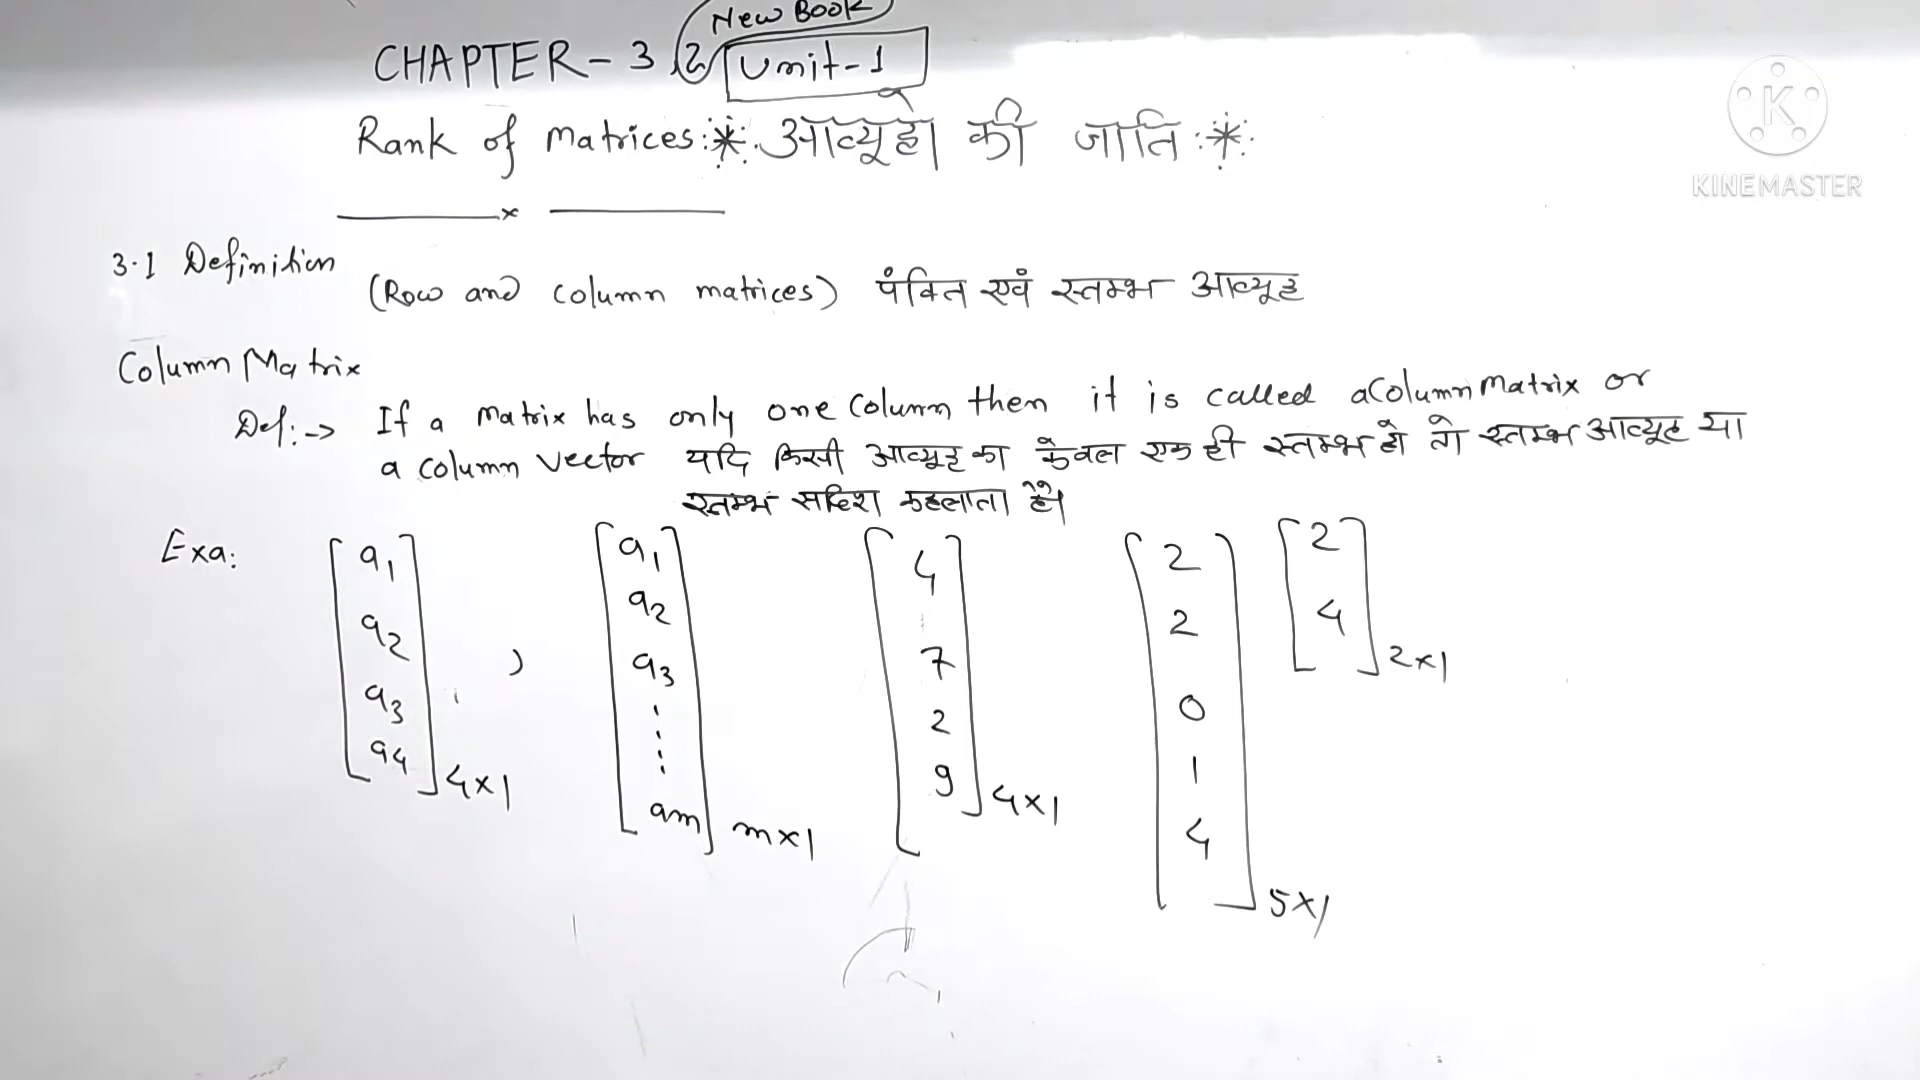 New Book
CHAPTER-3 2 Unit-1
Rank of Matrices:* आव्यूहो की जाति:*
3.1 Definition
(Row and column matrices) पंक्ति एवं स्तम्भ आव्यूह
Column Matrix
Def:→ If a Matrix has only one Column then it is called a Column Matrix or
a column vector यदि किसी आव्यूह का केवल एक ही स्तम्भ हो तो स्तम्भ आव्यूह या
स्तम्भ सदिश कहलाता है।
Exa:
[a1 a2 a3 a4] 4×1 ,
[a1 a2 a3 ⋮ am] m×1
[4 7 2 9] 4×1
[2 2 0 1 4] 5×1
[2 4] 2×1
K
KINEMASTER